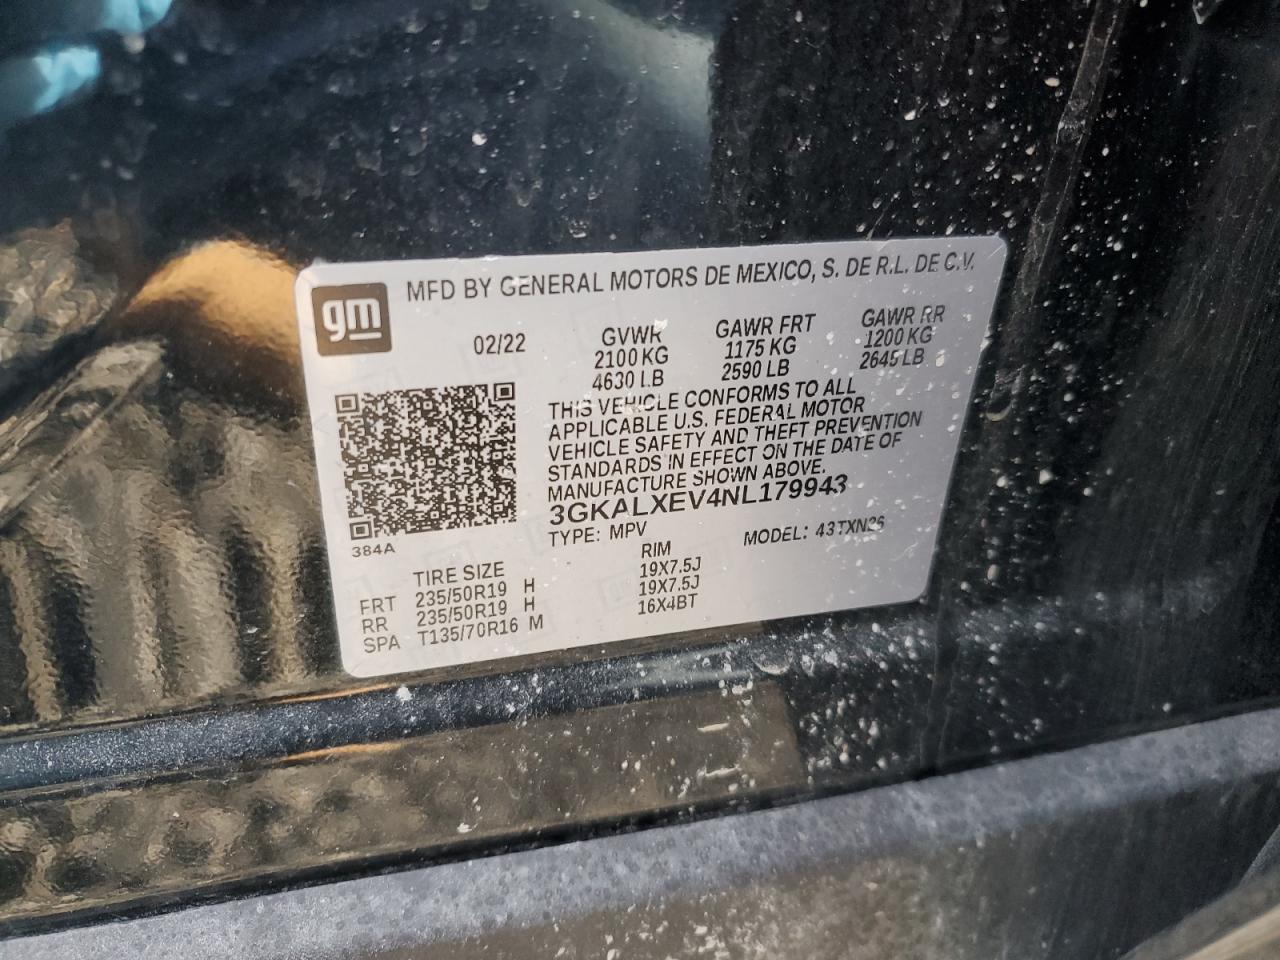 gm
MFD BY GENERAL MOTORS DE MEXICO, S. DE R.L. DE C.V.
02/22
GVWR
2100 KG
4630 LB
GAWR FRT
1175 KG
2590 LB
GAWR RR
1200 KG
2645 LB
THIS VEHICLE CONFORMS TO ALL
APPLICABLE U.S. FEDERAL MOTOR
VEHICLE SAFETY AND THEFT PREVENTION
STANDARDS IN EFFECT ON THE DATE OF
MANUFACTURE SHOWN ABOVE.
3GKALXEV4NL179943
TYPE: MPV MODEL: 43TXN26
384A
TIRE SIZE RIM
FRT 235/50R19 H 19X7.5J
RR 235/50R19 H 19X7.5J
SPA T135/70R16 M 16X4BT